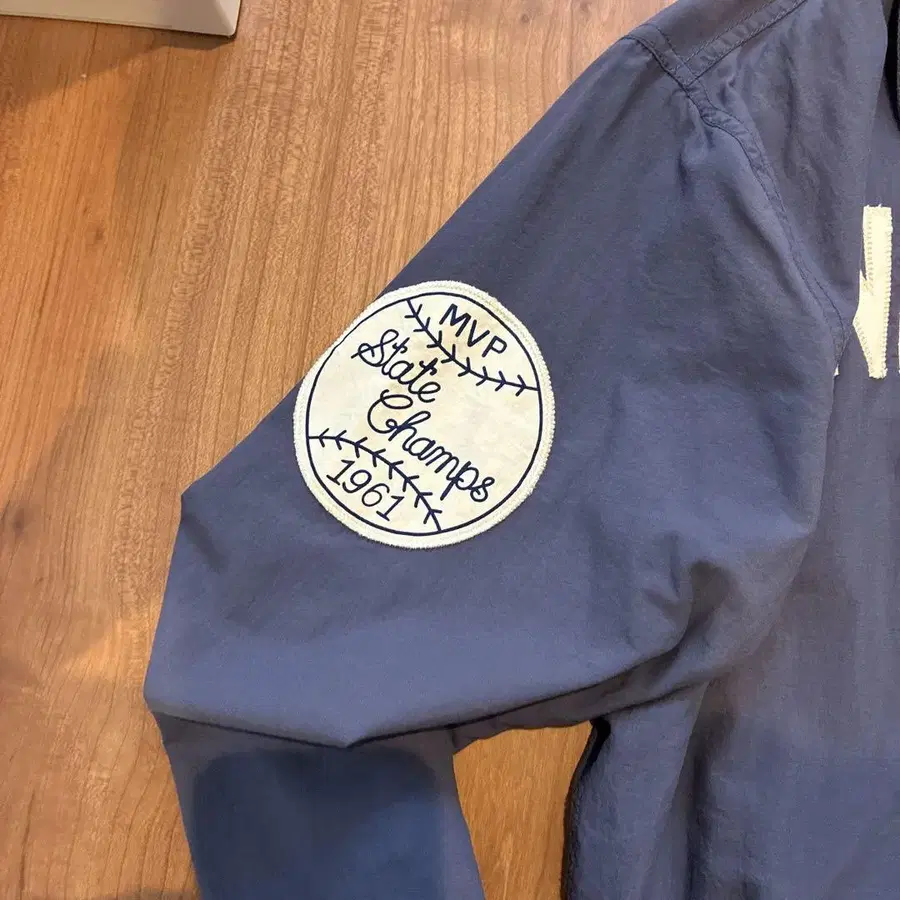 MVP
State
Champs
1961